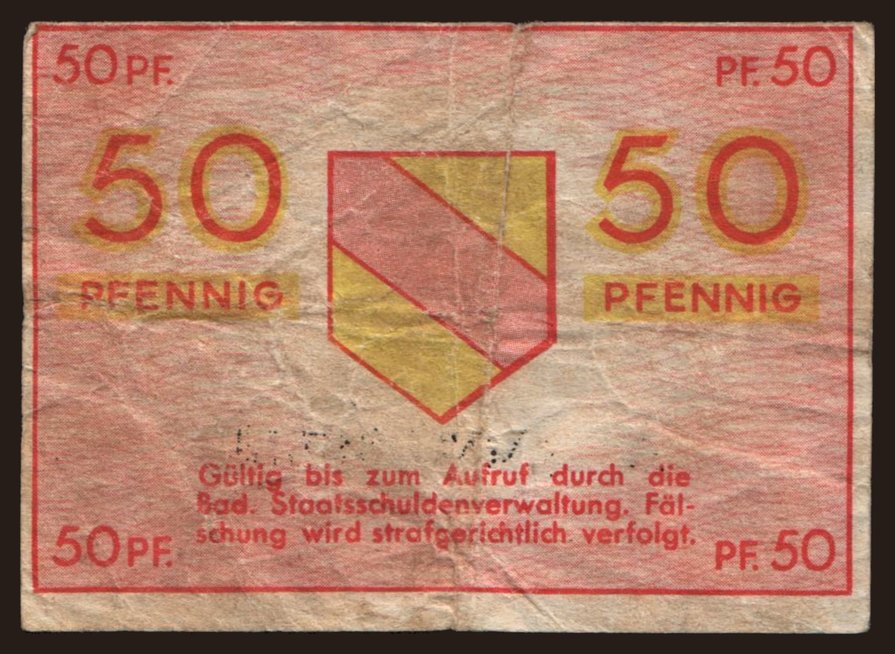 50 PF.
PF. 50
50
50
PFENNIG
PFENNIG
Gültig bis zum Aufruf durch die
Bad. Staatsschuldenverwaltung. Fäl-
schung wird strafgerichtlich verfolgt.
50 PF.
PF. 50